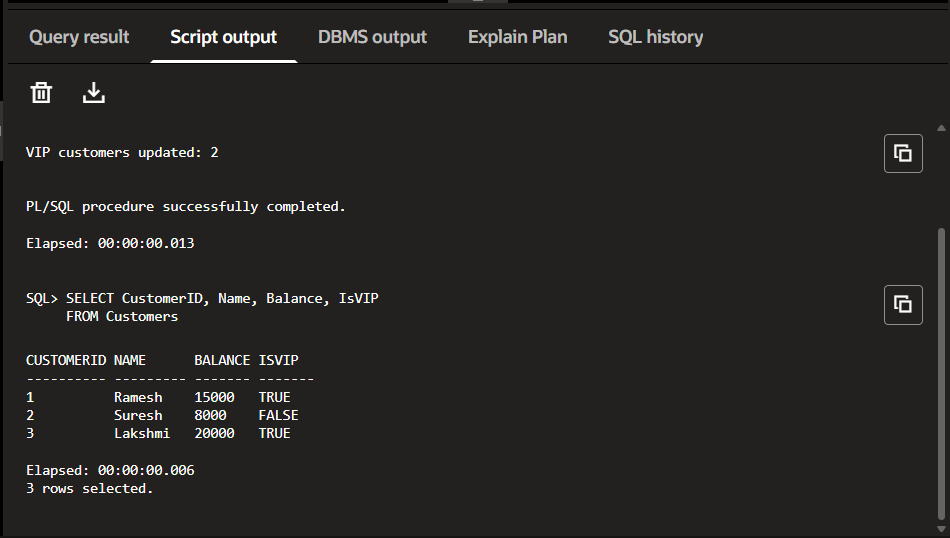 Query result Script output DBMS output Explain Plan SQL history
VIP customers updated: 2
PL/SQL procedure successfully completed.
Elapsed: 00:00:00.013
SQL> SELECT CustomerID, Name, Balance, IsVIP
     FROM Customers
CUSTOMERID NAME      BALANCE ISVIP
---------- --------- ------- -------
1          Ramesh    15000   TRUE
2          Suresh    8000    FALSE
3          Lakshmi   20000   TRUE
Elapsed: 00:00:00.006
3 rows selected.